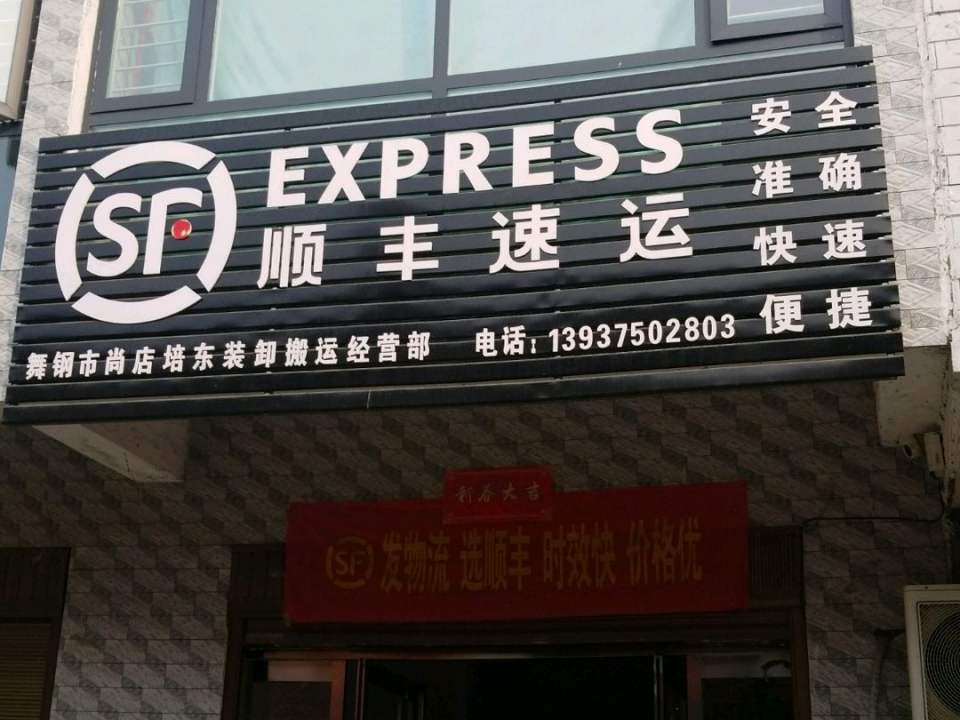 SF EXPRESS
顺丰速运
安全
准确
快速
便捷
舞钢市尚店培东装卸搬运经营部 电话：13937502803
新春大吉
SF 发物流 选顺丰 时效快 价格优